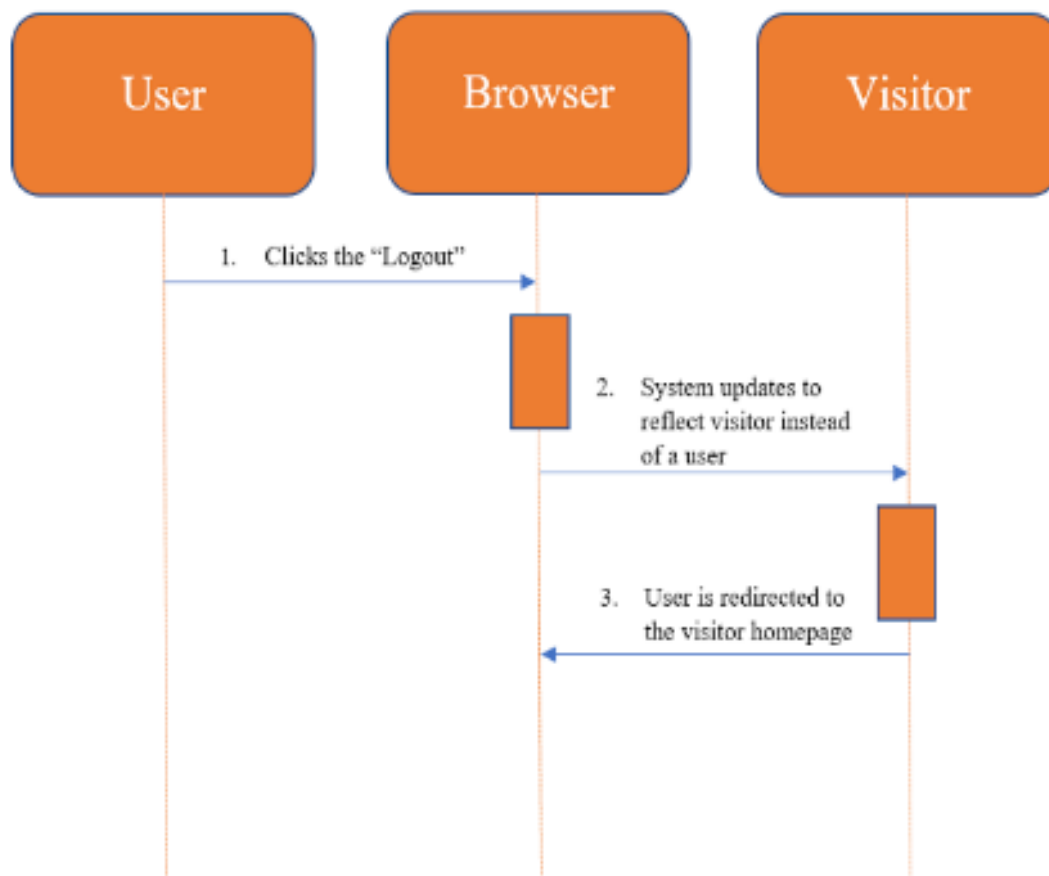 User
Browser
Visitor
1. Clicks the “Logout”
2. System updates to
reflect visitor instead
of a user
3. User is redirected to
the visitor homepage